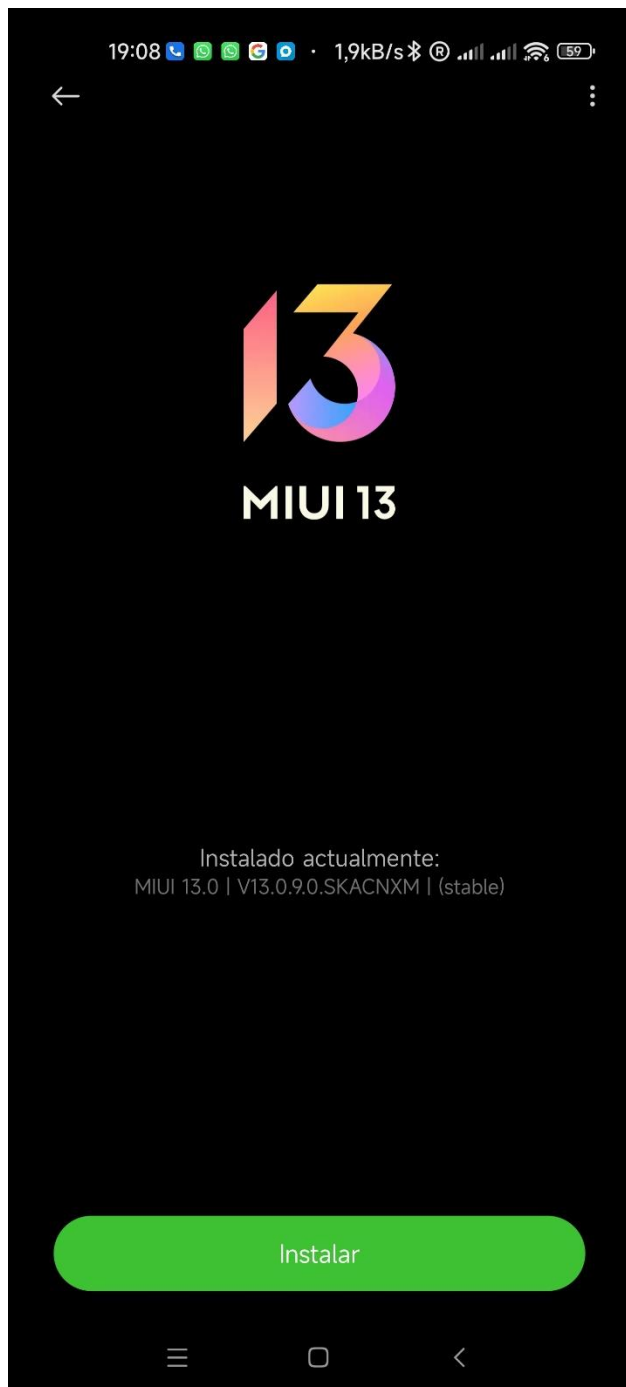 19:08 · 1,9kB/s 59
13
MIUI 13
Instalado actualmente:
MIUI 13.0 | V13.0.9.0.SKACNXM | (stable)
Instalar